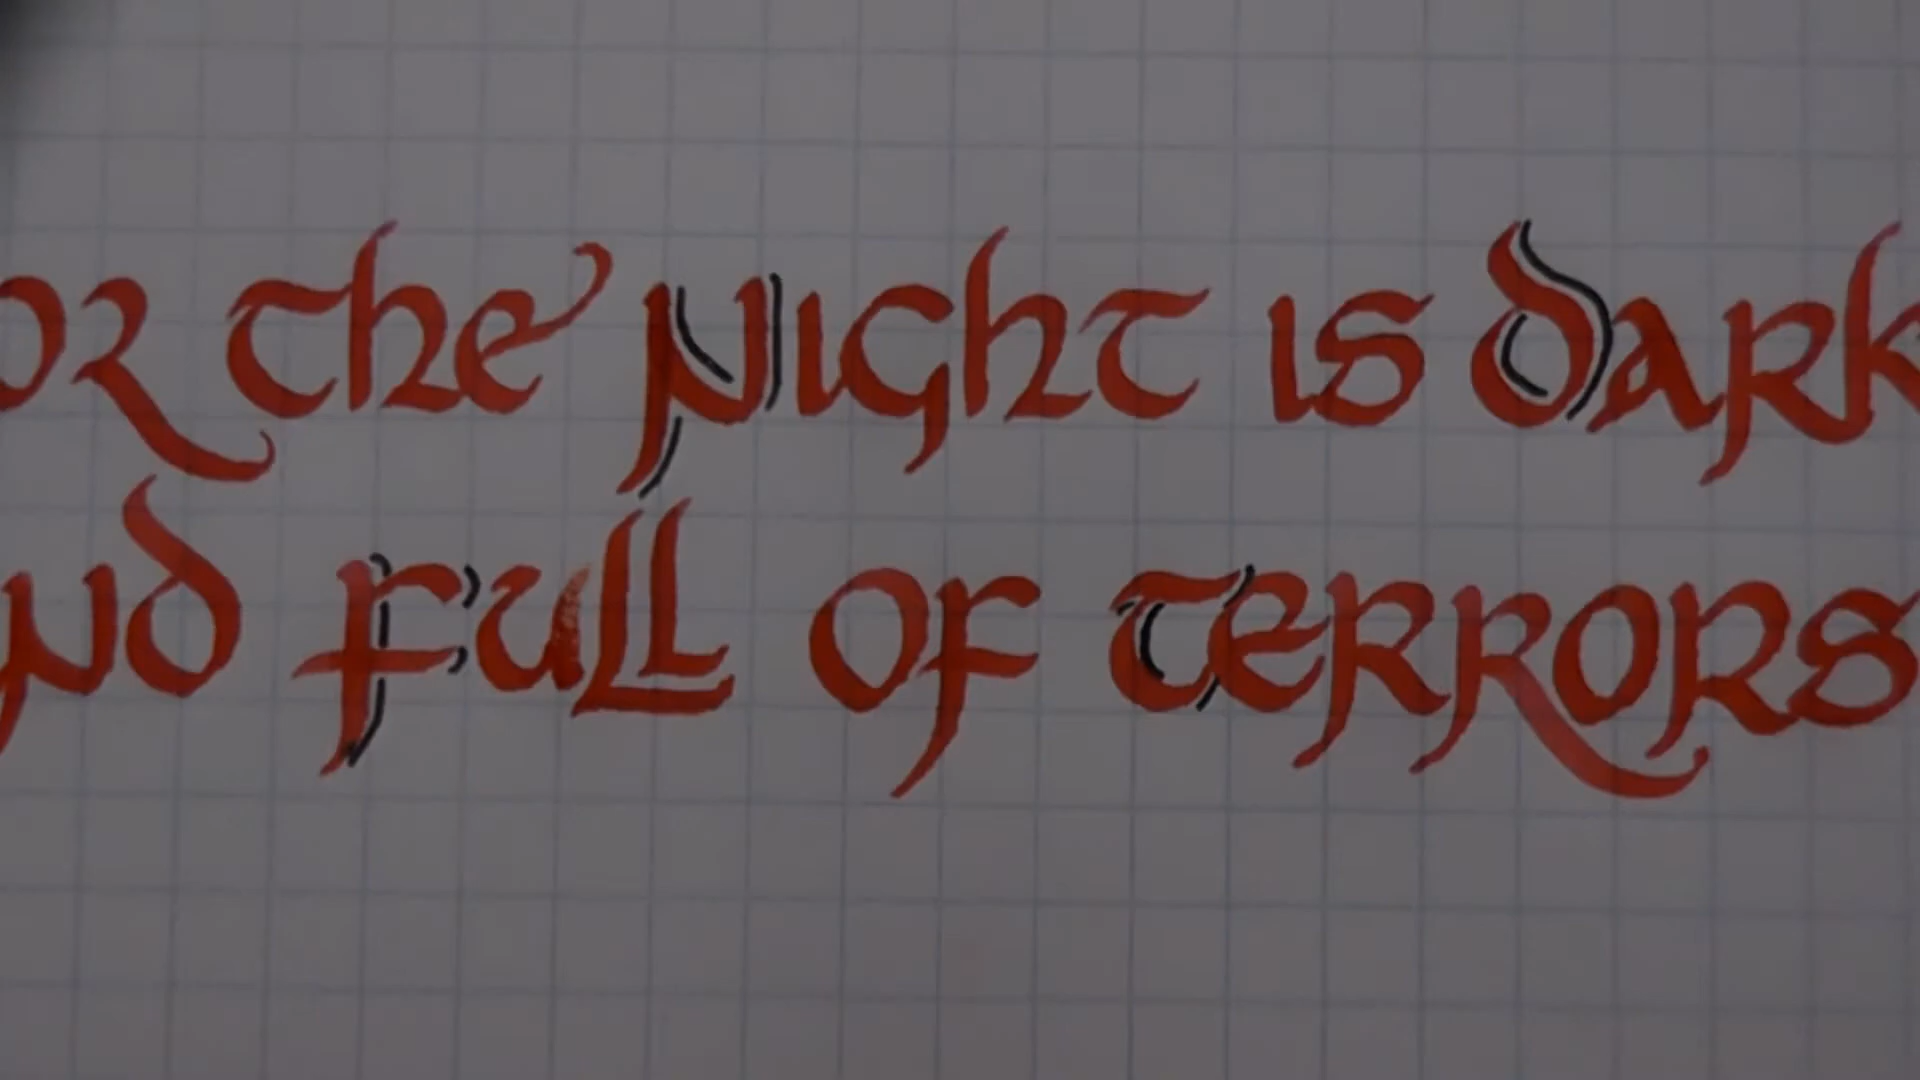 or the night is dark
nd full of terrors